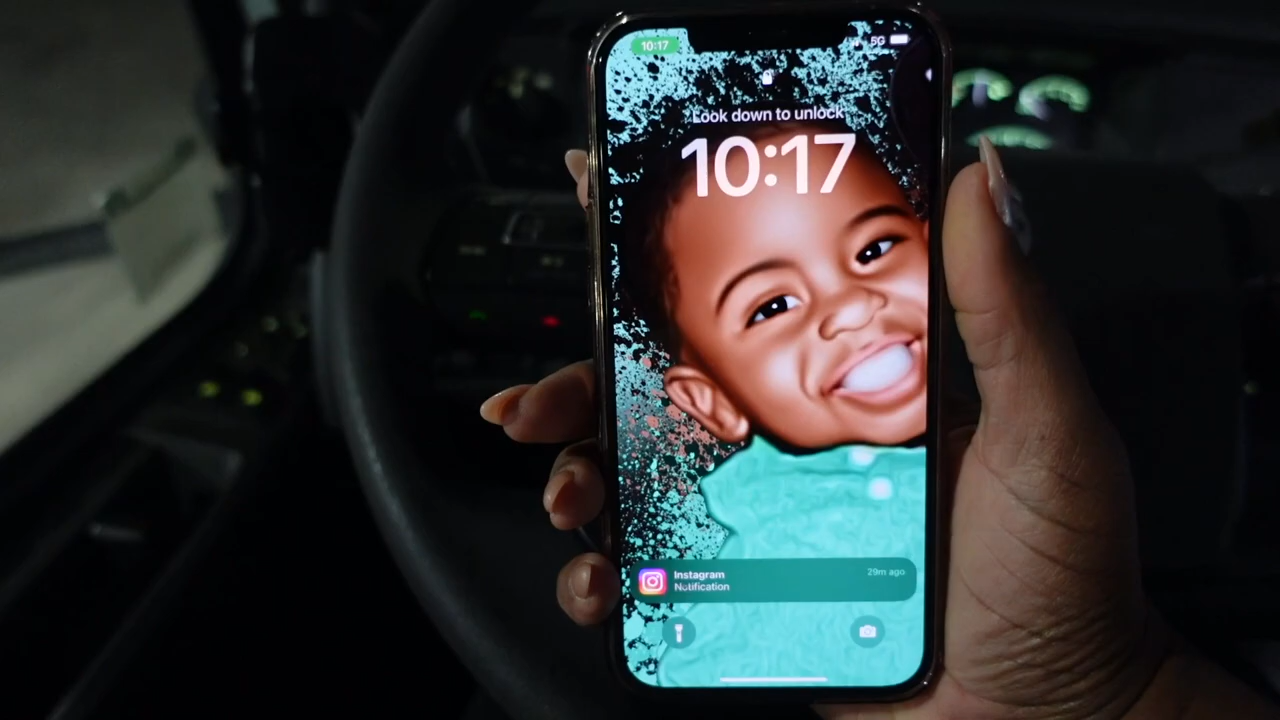 10:17
5G
Look down to unlock
10:17
Instagram
29m ago
Notification